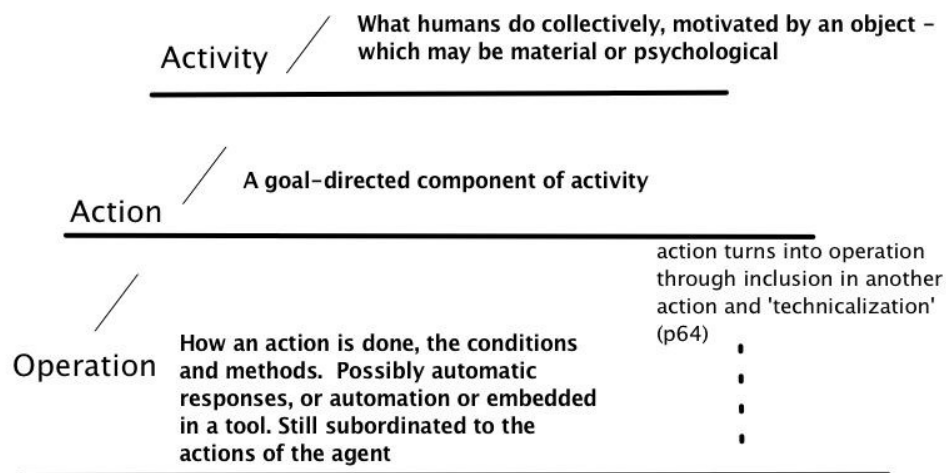 What humans do collectively, motivated by an object –
which may be material or psychological
Activity
A goal–directed component of activity
Action
action turns into operation
through inclusion in another
action and 'technicalization'
(p64)
Operation
How an action is done, the conditions
and methods.  Possibly automatic
responses, or automation or embedded
in a tool. Still subordinated to the
actions of the agent